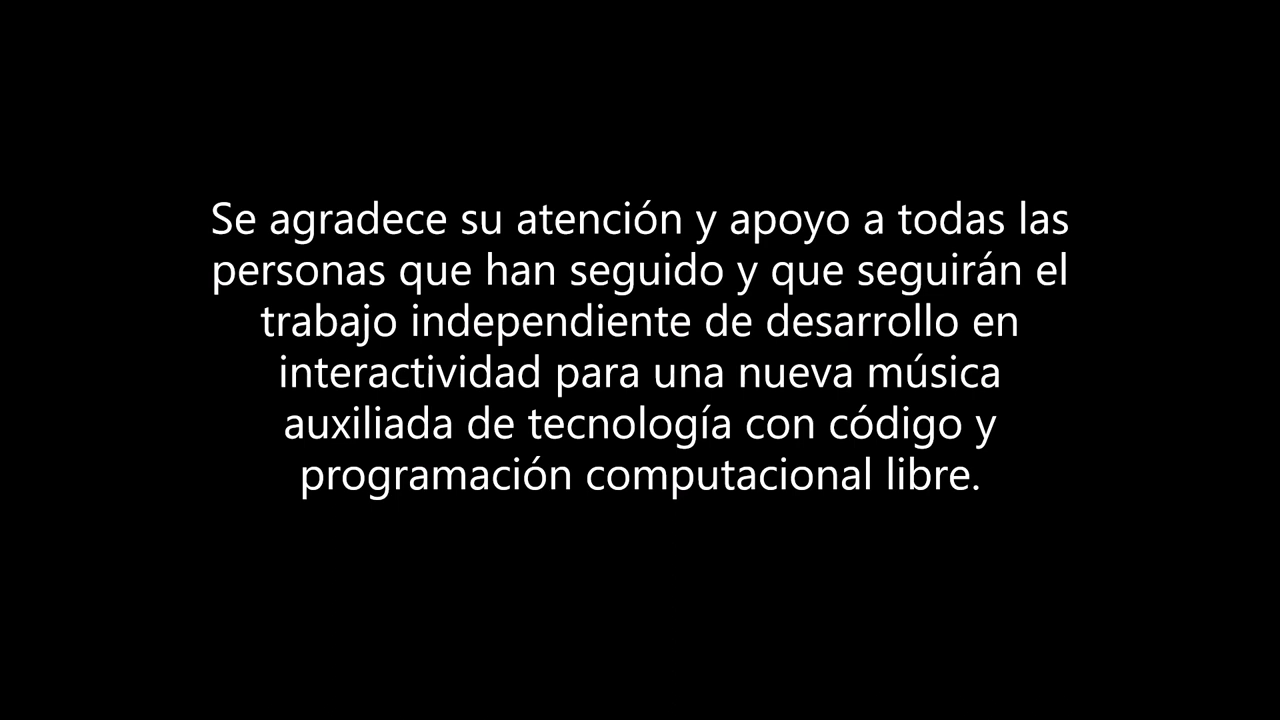 Se agradece su atención y apoyo a todas las
personas que han seguido y que seguirán el
trabajo independiente de desarrollo en
interactividad para una nueva música
auxiliada de tecnología con código y
programación computacional libre.